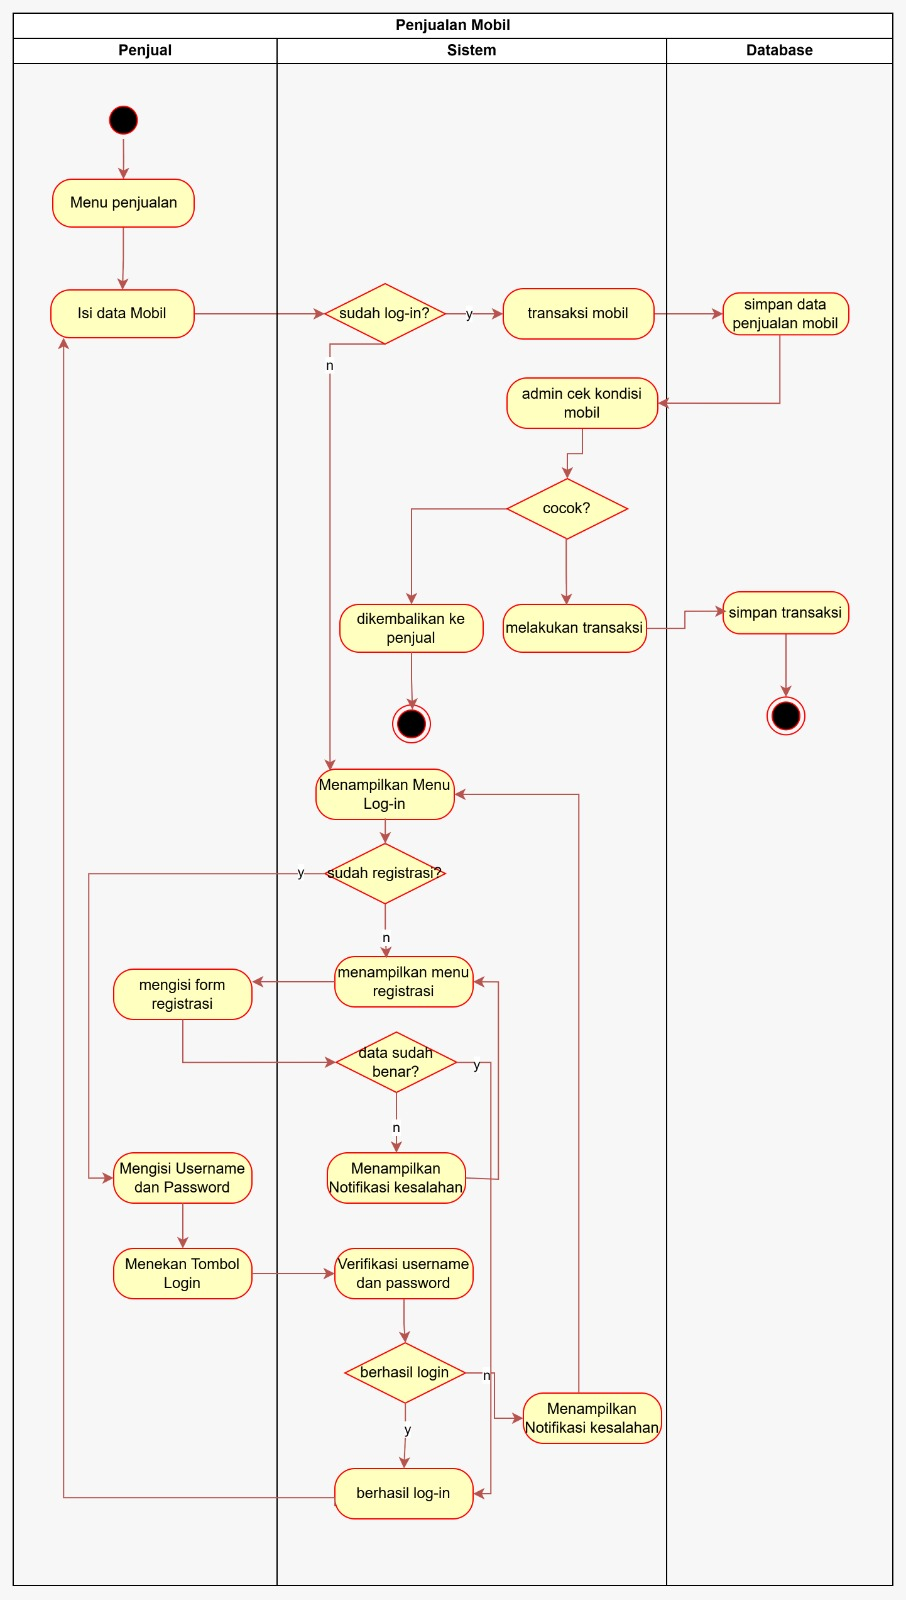 Penjualan Mobil
Penjual
Sistem
Database
Menu penjualan
Isi data Mobil
sudah log-in?
y
transaksi mobil
simpan data
penjualan mobil
n
admin cek kondisi
mobil
cocok?
dikembalikan ke
penjual
melakukan transaksi
simpan transaksi
Menampilkan Menu
Log-in
sudah registrasi?
y
n
menampilkan menu
registrasi
mengisi form
registrasi
data sudah
benar?
y
n
Mengisi Username
dan Password
Menampilkan
Notifikasi kesalahan
Menekan Tombol
Login
Verifikasi username
dan password
berhasil login
n
Menampilkan
Notifikasi kesalahan
y
berhasil log-in